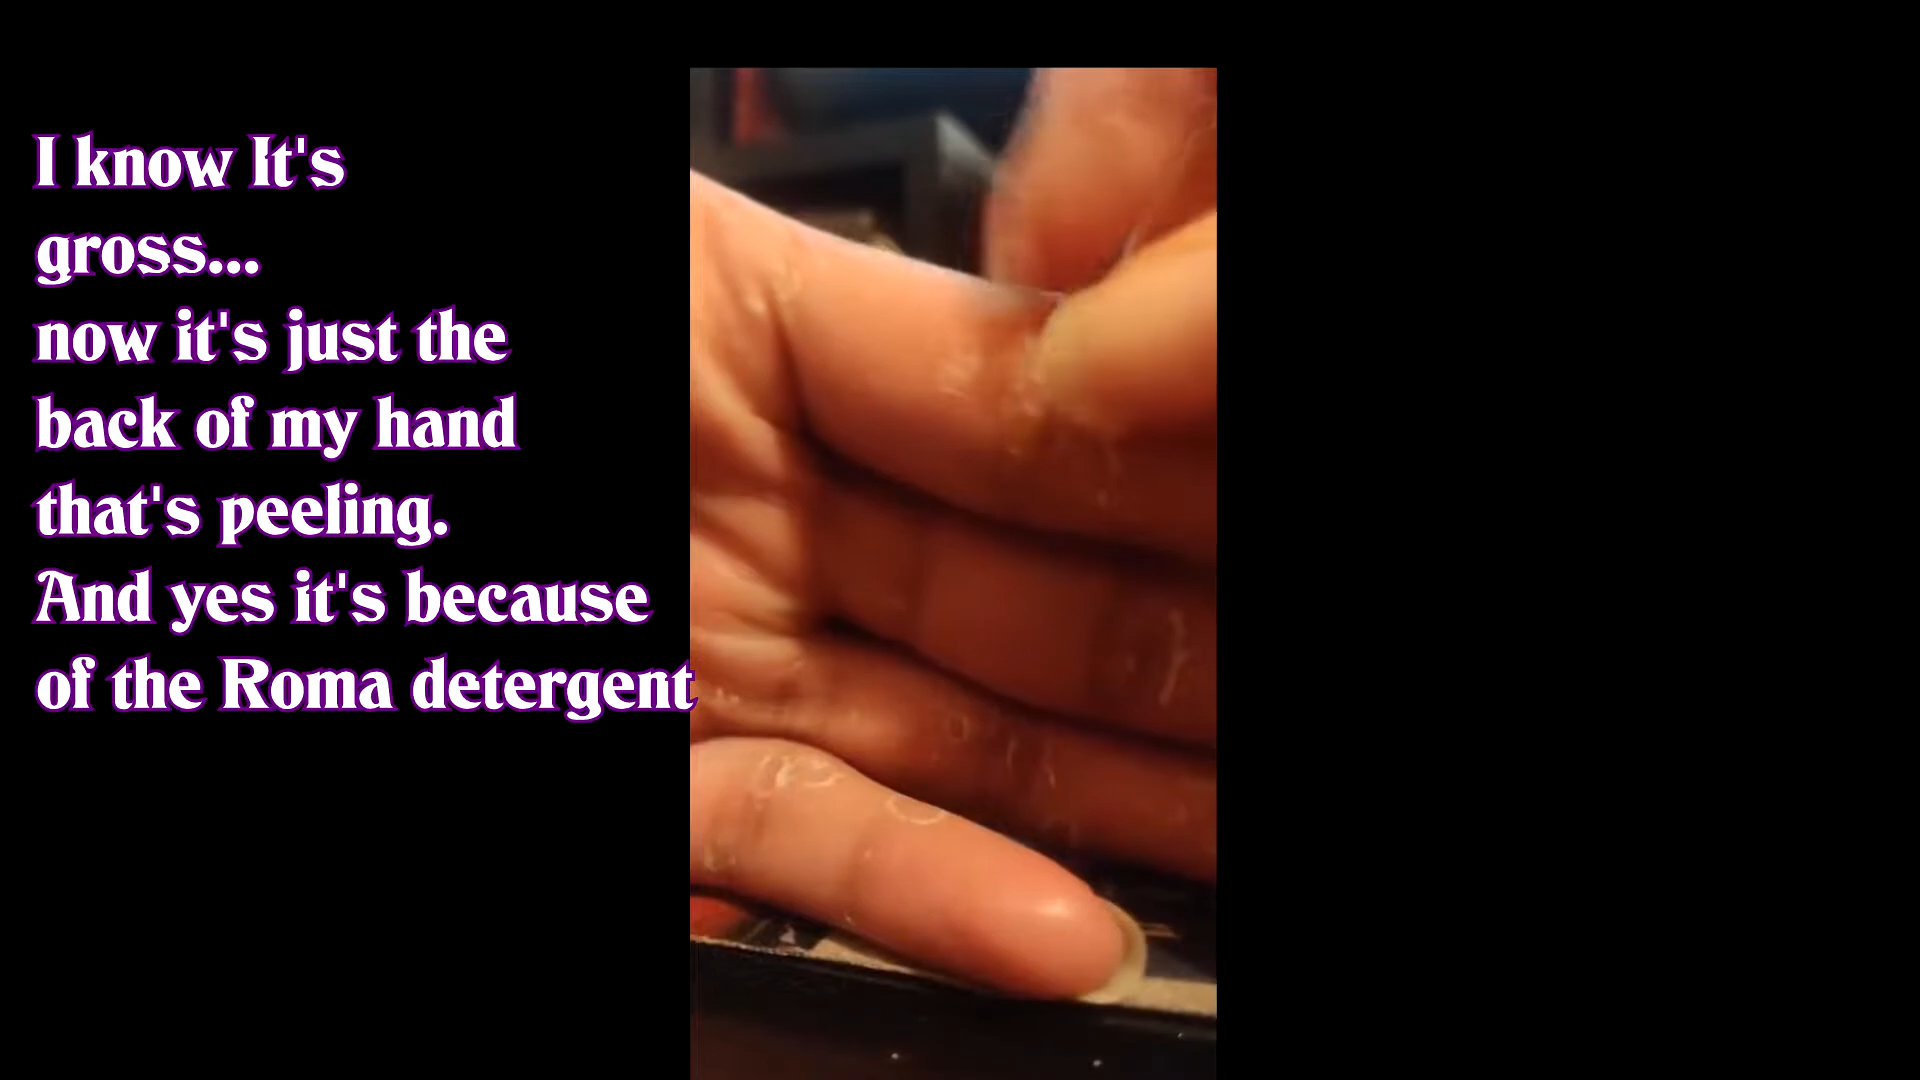 I know It's
gross...
now it's just the
back of my hand
that's peeling.
And yes it's because
of the Roma detergent